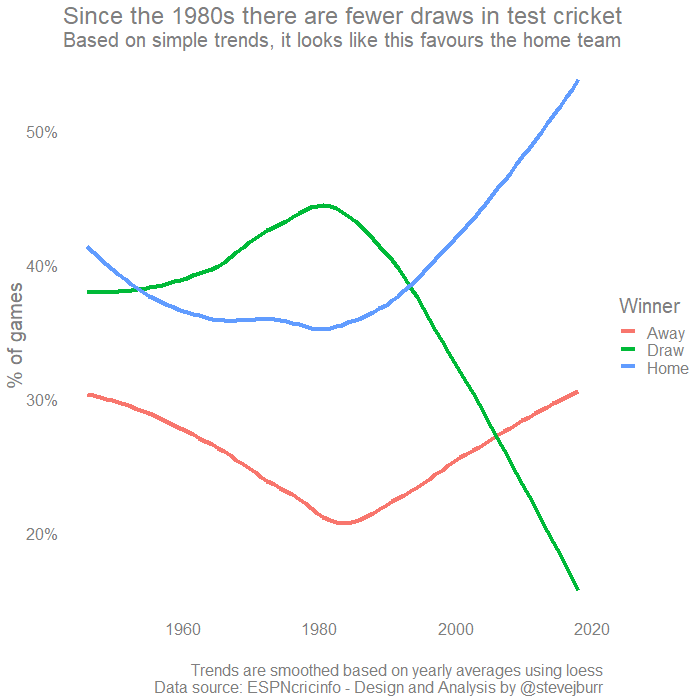 Since the 1980s there are fewer draws in test cricket
Based on simple trends, it looks like this favours the home team
% of games
50%
40%
30%
20%
1960
1980
2000
2020
Winner
Away
Draw
Home
Trends are smoothed based on yearly averages using loess
Data source: ESPNcricinfo - Design and Analysis by @stevejburr